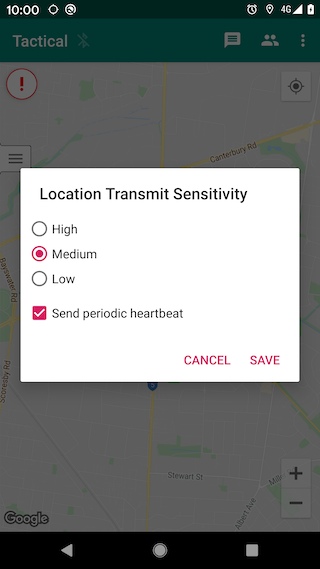 10:00
4G
Tactical
Canterbury Rd
Location Transmit Sensitivity
High
Medium
Low
Send periodic heartbeat
CANCEL
SAVE
Bayswater Rd
Scoresby Rd
Stewart St
Albert Ave
Google